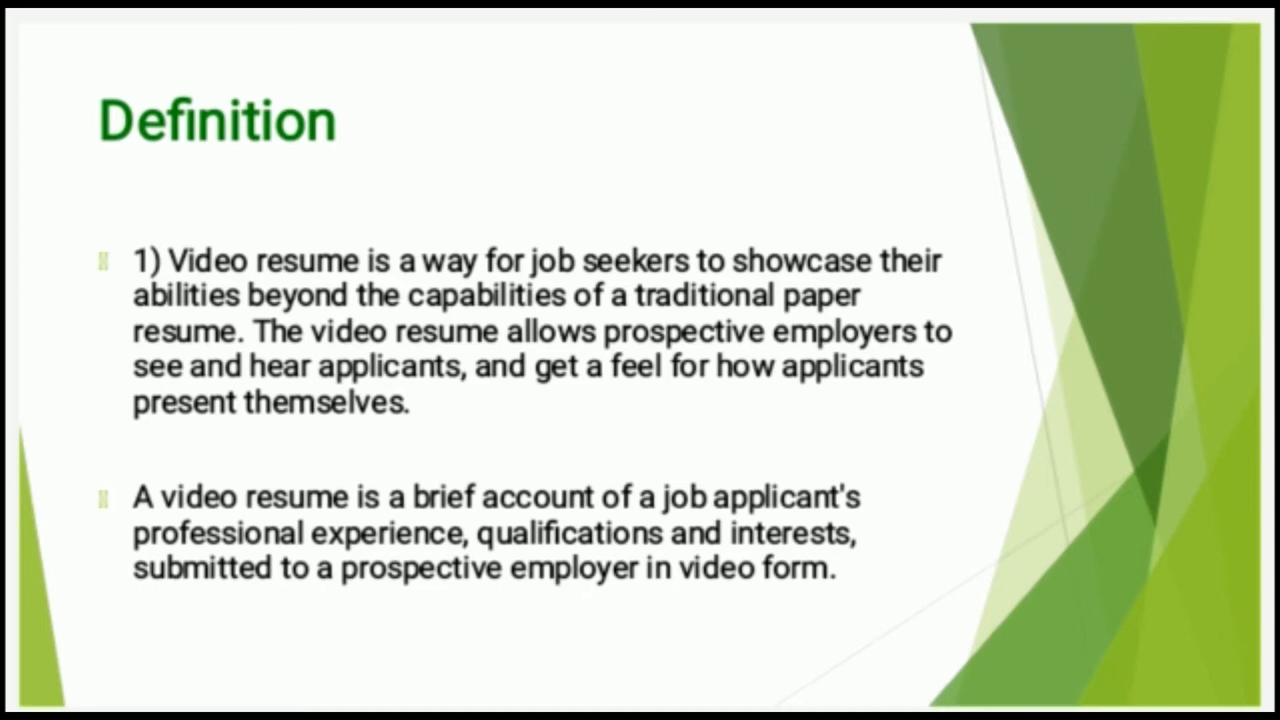 Definition
1) Video resume is a way for job seekers to showcase their
abilities beyond the capabilities of a traditional paper
resume. The video resume allows prospective employers to
see and hear applicants, and get a feel for how applicants
present themselves.
A video resume is a brief account of a job applicant's
professional experience, qualifications and interests,
submitted to a prospective employer in video form.